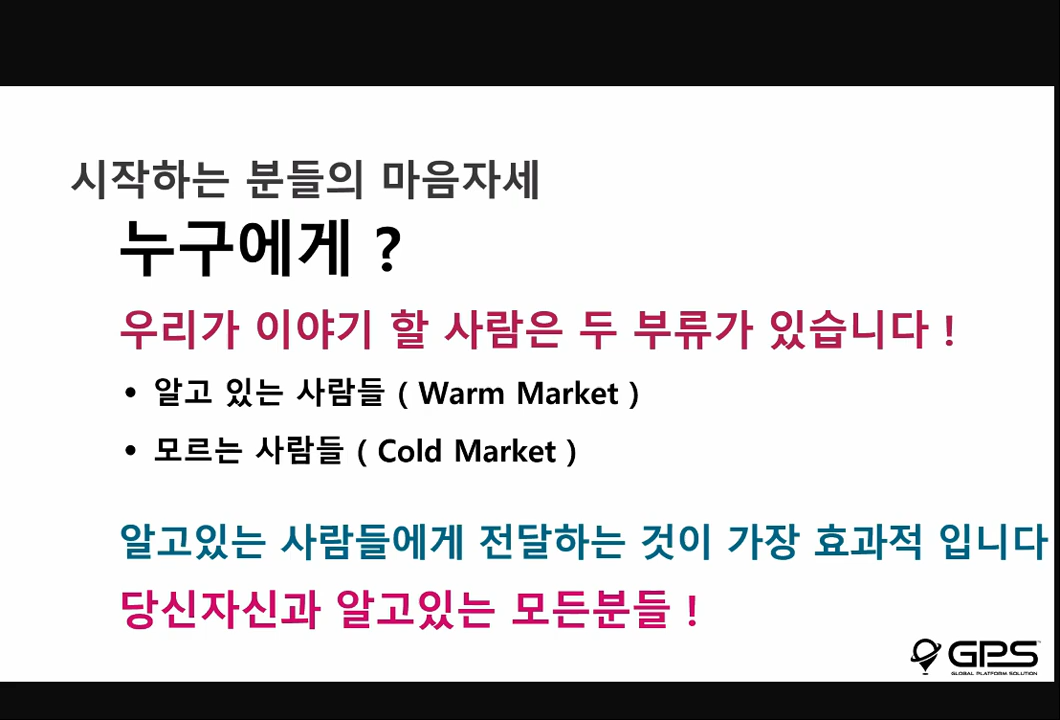 시작하는 분들의 마음자세
누구에게 ?
우리가 이야기 할 사람은 두 부류가 있습니다 !
• 알고 있는 사람들 ( Warm Market )
• 모르는 사람들 ( Cold Market )
알고있는 사람들에게 전달하는 것이 가장 효과적 입니다
당신자신과 알고있는 모든분들 !
GPS
GLOBAL PLATFORM SOLUTION